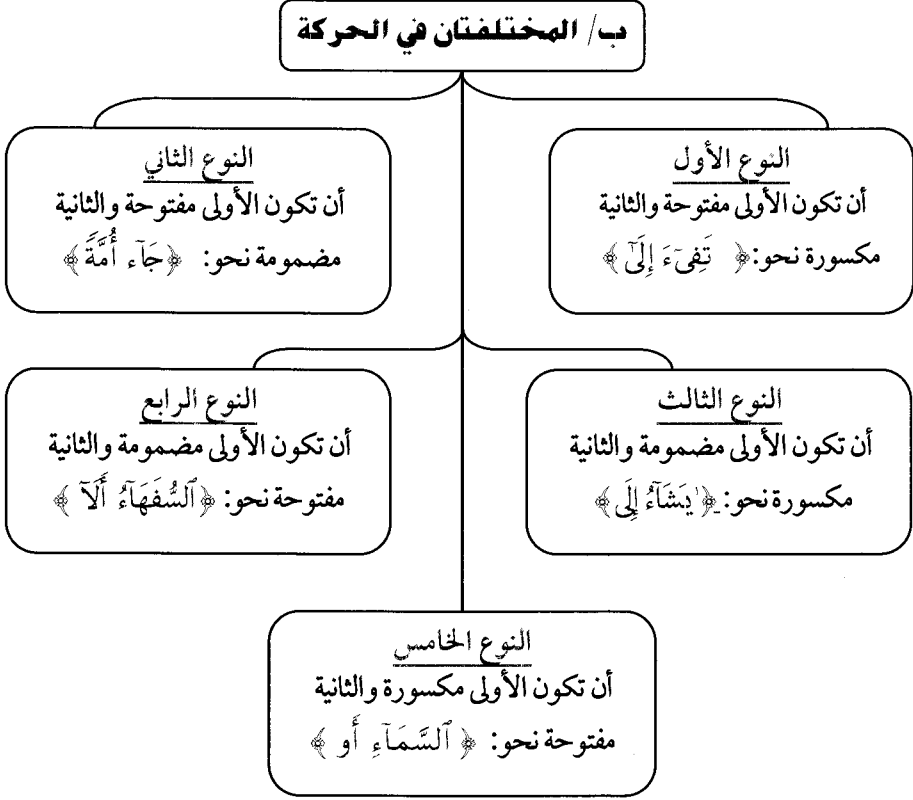 ب/ المختلفتان في الحركة
النوع الأول
أن تكون الأولى مفتوحة والثانية
مكسورة نحو: ﴿ تَفِىٓءَ إِلَىٰٓ ﴾
النوع الثاني
أن تكون الأولى مفتوحة والثانية
مضمومة نحو: ﴿جَآءَ أُمَّةً﴾
النوع الثالث
أن تكون الأولى مضمومة والثانية
مكسورة نحو: ﴿يَشَآءُ إِلَى﴾
النوع الرابع
أن تكون الأولى مضمومة والثانية
مفتوحة نحو: ﴿ٱلسُّفَهَآءُ أَلَآ ﴾
النوع الخامس
أن تكون الأولى مكسورة والثانية
مفتوحة نحو: ﴿ ٱلسَّمَآءِ أَو ﴾